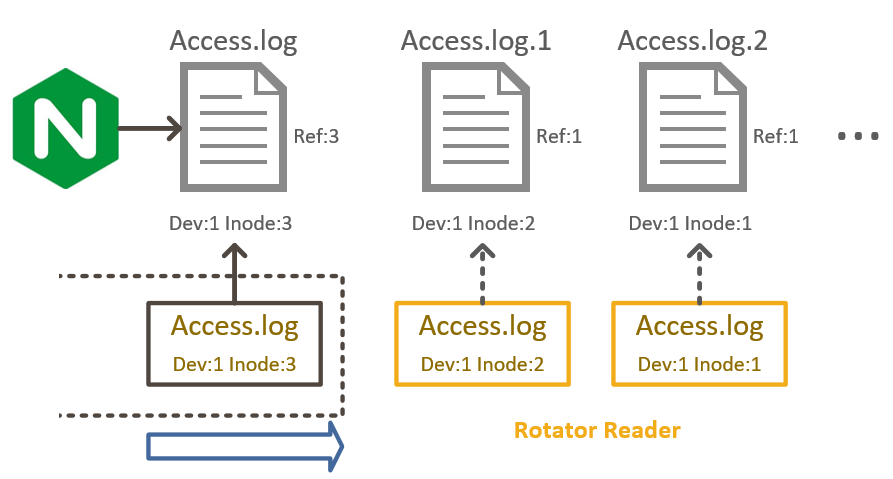 Access.log
Access.log.1
Access.log.2
N
Ref:3
Ref:1
Ref:1
...
Dev:1 Inode:3
Dev:1 Inode:2
Dev:1 Inode:1
Access.log
Dev:1 Inode:3
Access.log
Dev:1 Inode:2
Access.log
Dev:1 Inode:1
Rotator Reader